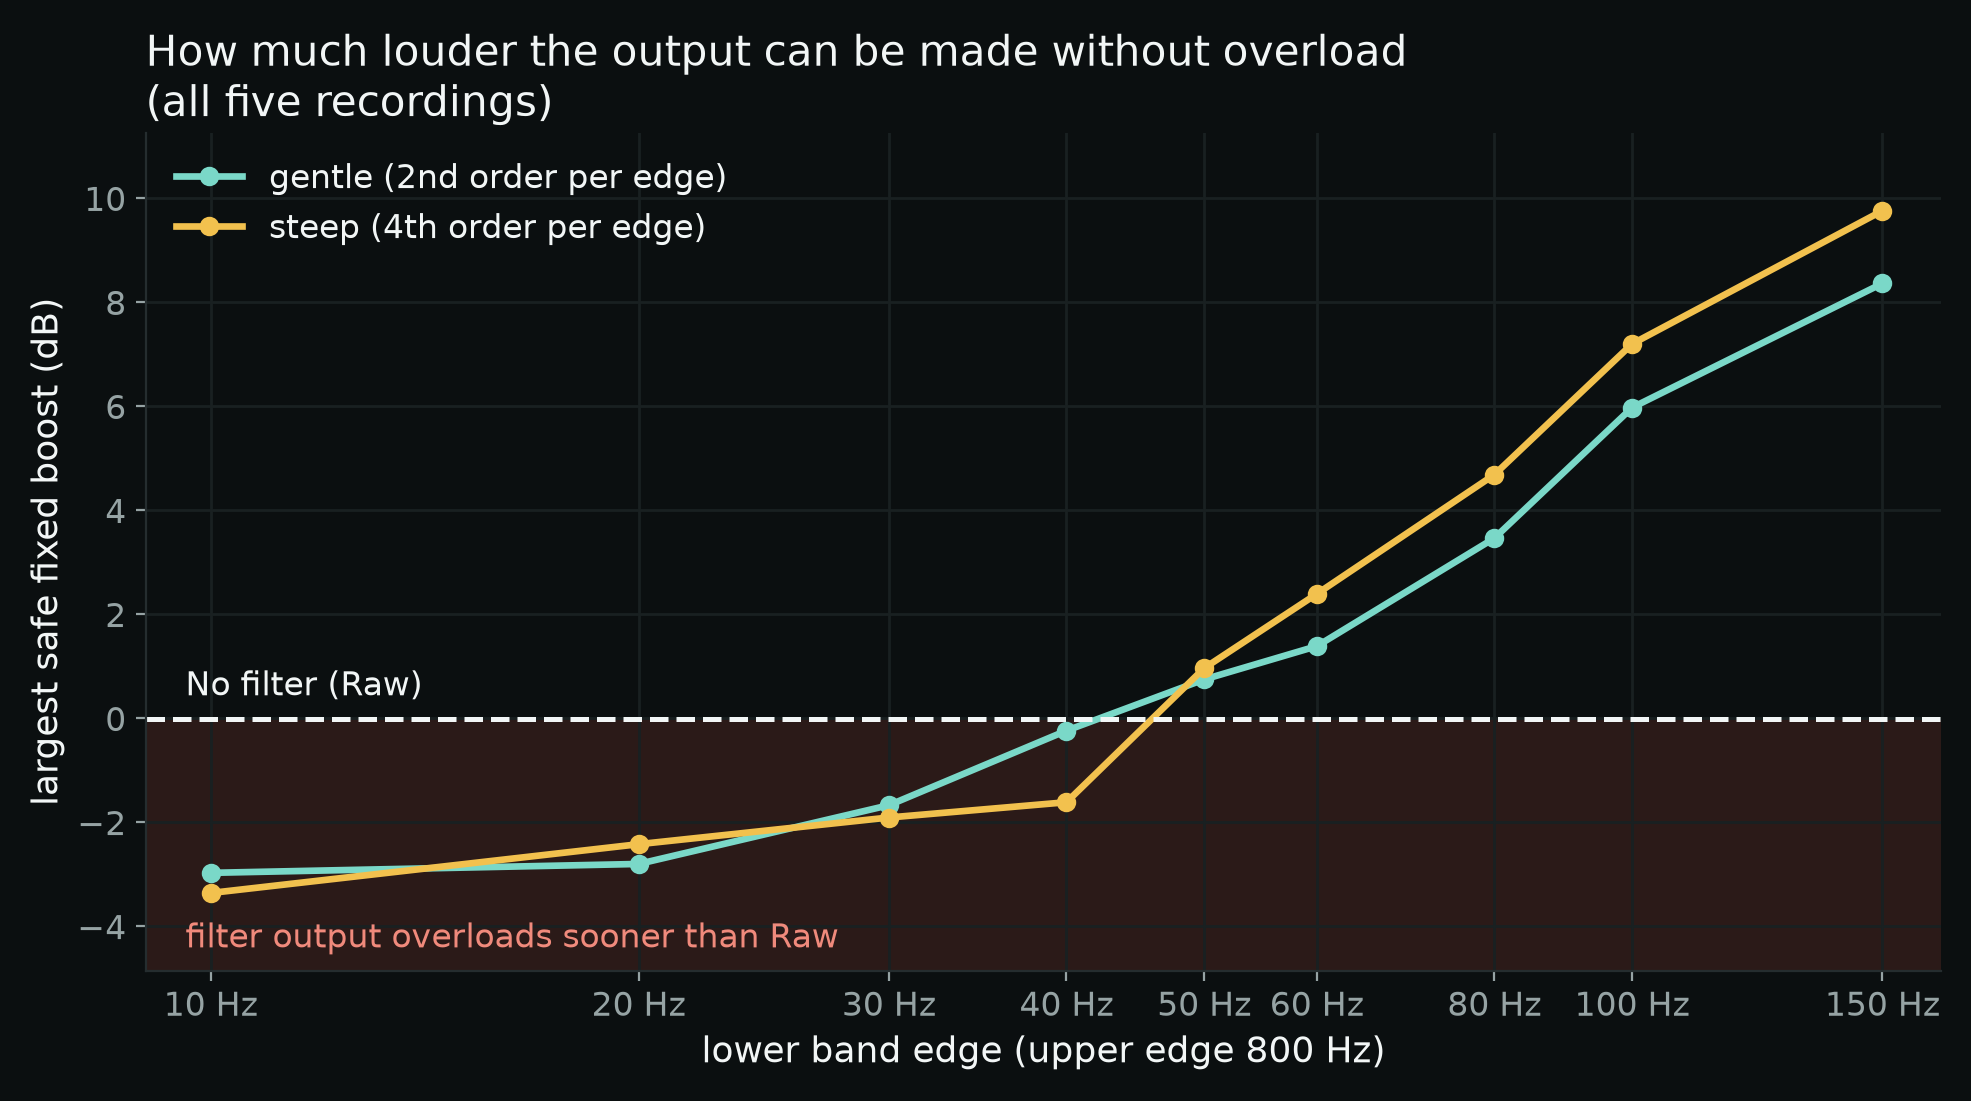 How much louder the output can be made without overload
(all five recordings)
gentle (2nd order per edge)
steep (4th order per edge)
largest safe fixed boost (dB)
10
8
6
4
2
0
−2
−4
No filter (Raw)
filter output overloads sooner than Raw
10 Hz
20 Hz
30 Hz
40 Hz
50 Hz
60 Hz
80 Hz
100 Hz
150 Hz
lower band edge (upper edge 800 Hz)